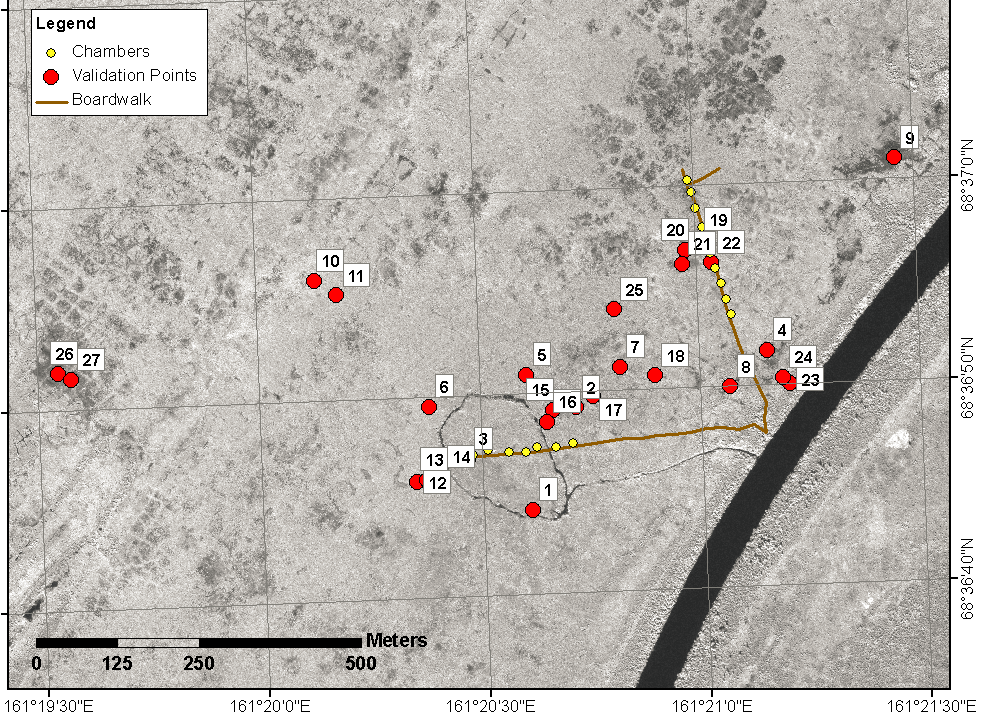 Legend
Chambers
Validation Points
Boardwalk
9
68°37'0"N
19
20
21
22
10
11
25
4
26
27
5
7
18
24
8
23
68°36'50"N
6
15
16
2
17
3
13
14
12
1
68°36'40"N
Meters
0 125 250 500
161°19'30"E 161°20'0"E 161°20'30"E 161°21'0"E 161°21'30"E